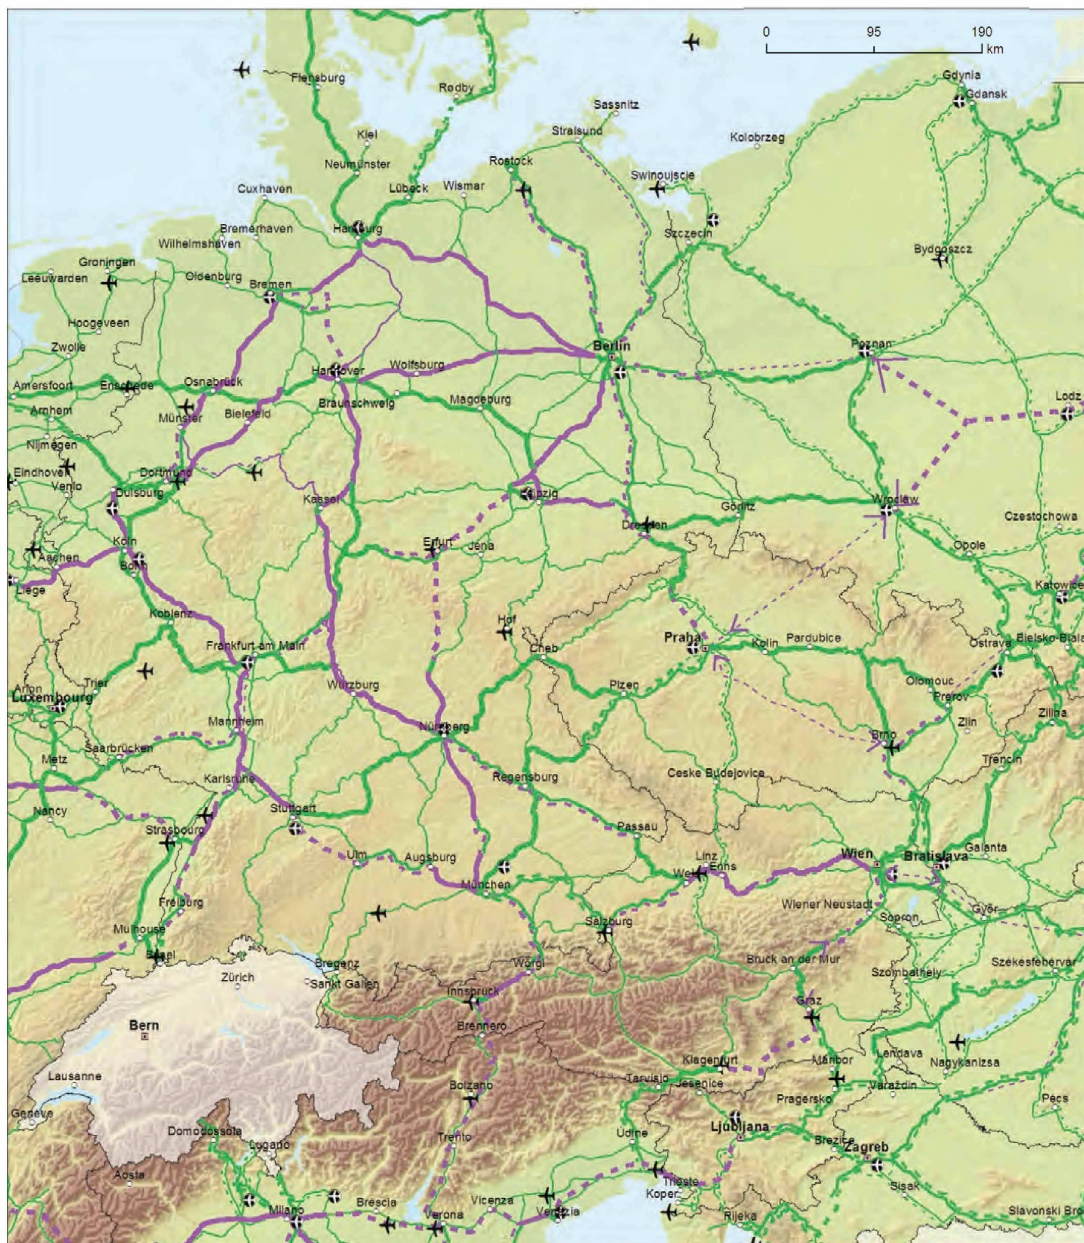 0 95 190
km
Gdynia
Flensburg
Rødby
Gdansk
Sassnitz
Kiel
Stralsund
Kolobrzeg
Neumünster
Rostock
Swinoujscie
Cuxhaven
Lübeck
Wismar
Bremerhaven
Hamburg
Szczecin
Wilhelmshaven
Bydgoszcz
Groningen
Leeuwarden
Oldenburg
Bremen
Hoogeveen
Zwolle
Berlin
Poznan
Wolfsburg
Hannover
Amersfoort
Enschede
Osnabrück
Lodz
Braunschweig
Magdeburg
Arnhem
Münster
Bielefeld
Nijmegen
Eindhoven
Dortmund
Venlo
Duisburg
Kassel
Leipzig
Wroclaw
Görlitz
Czestochowa
Dresden
Köln
Erfurt
Jena
Opole
Aachen
Bonn
Liege
Katowice
Koblenz
Hof
Praha
Kolin
Pardubice
Bielsko-Biala
Frankfurt am Main
Cheb
Ostrava
Trier
Arlon
Luxembourg
Würzburg
Plzen
Olomouc
Prerov
Mannheim
Nürnberg
Brno
Zlin
Zilina
Saarbrücken
Metz
Trencin
Karlsruhe
Regensburg
Ceske Budejovice
Nancy
Stuttgart
Strasbourg
Passau
Ulm
Augsburg
Linz
Wien
Bratislava
Galanta
Enns
Wels
München
Freiburg
Wiener Neustadt
Györ
Sopron
Mulhouse
Salzburg
Basel
Bregenz
Wörgl
Bruck an der Mur
Szombathely
Székesfehérvár
Zürich
Sankt Gallen
Innsbruck
Graz
Bern
Brennero
Klagenfurt
Maribor
Lendava
Nagykanizsa
Lausanne
Bolzano
Tarvisio
Jesenice
Pragersko
Varaždin
Pecs
Genève
Domodossola
Trento
Udine
Ljubljana
Brezice
Zagreb
Lugano
Aosta
Trieste
Koper
Sisak
Brescia
Vicenza
Milano
Verona
Venezia
Rijeka
Slavonski Bro